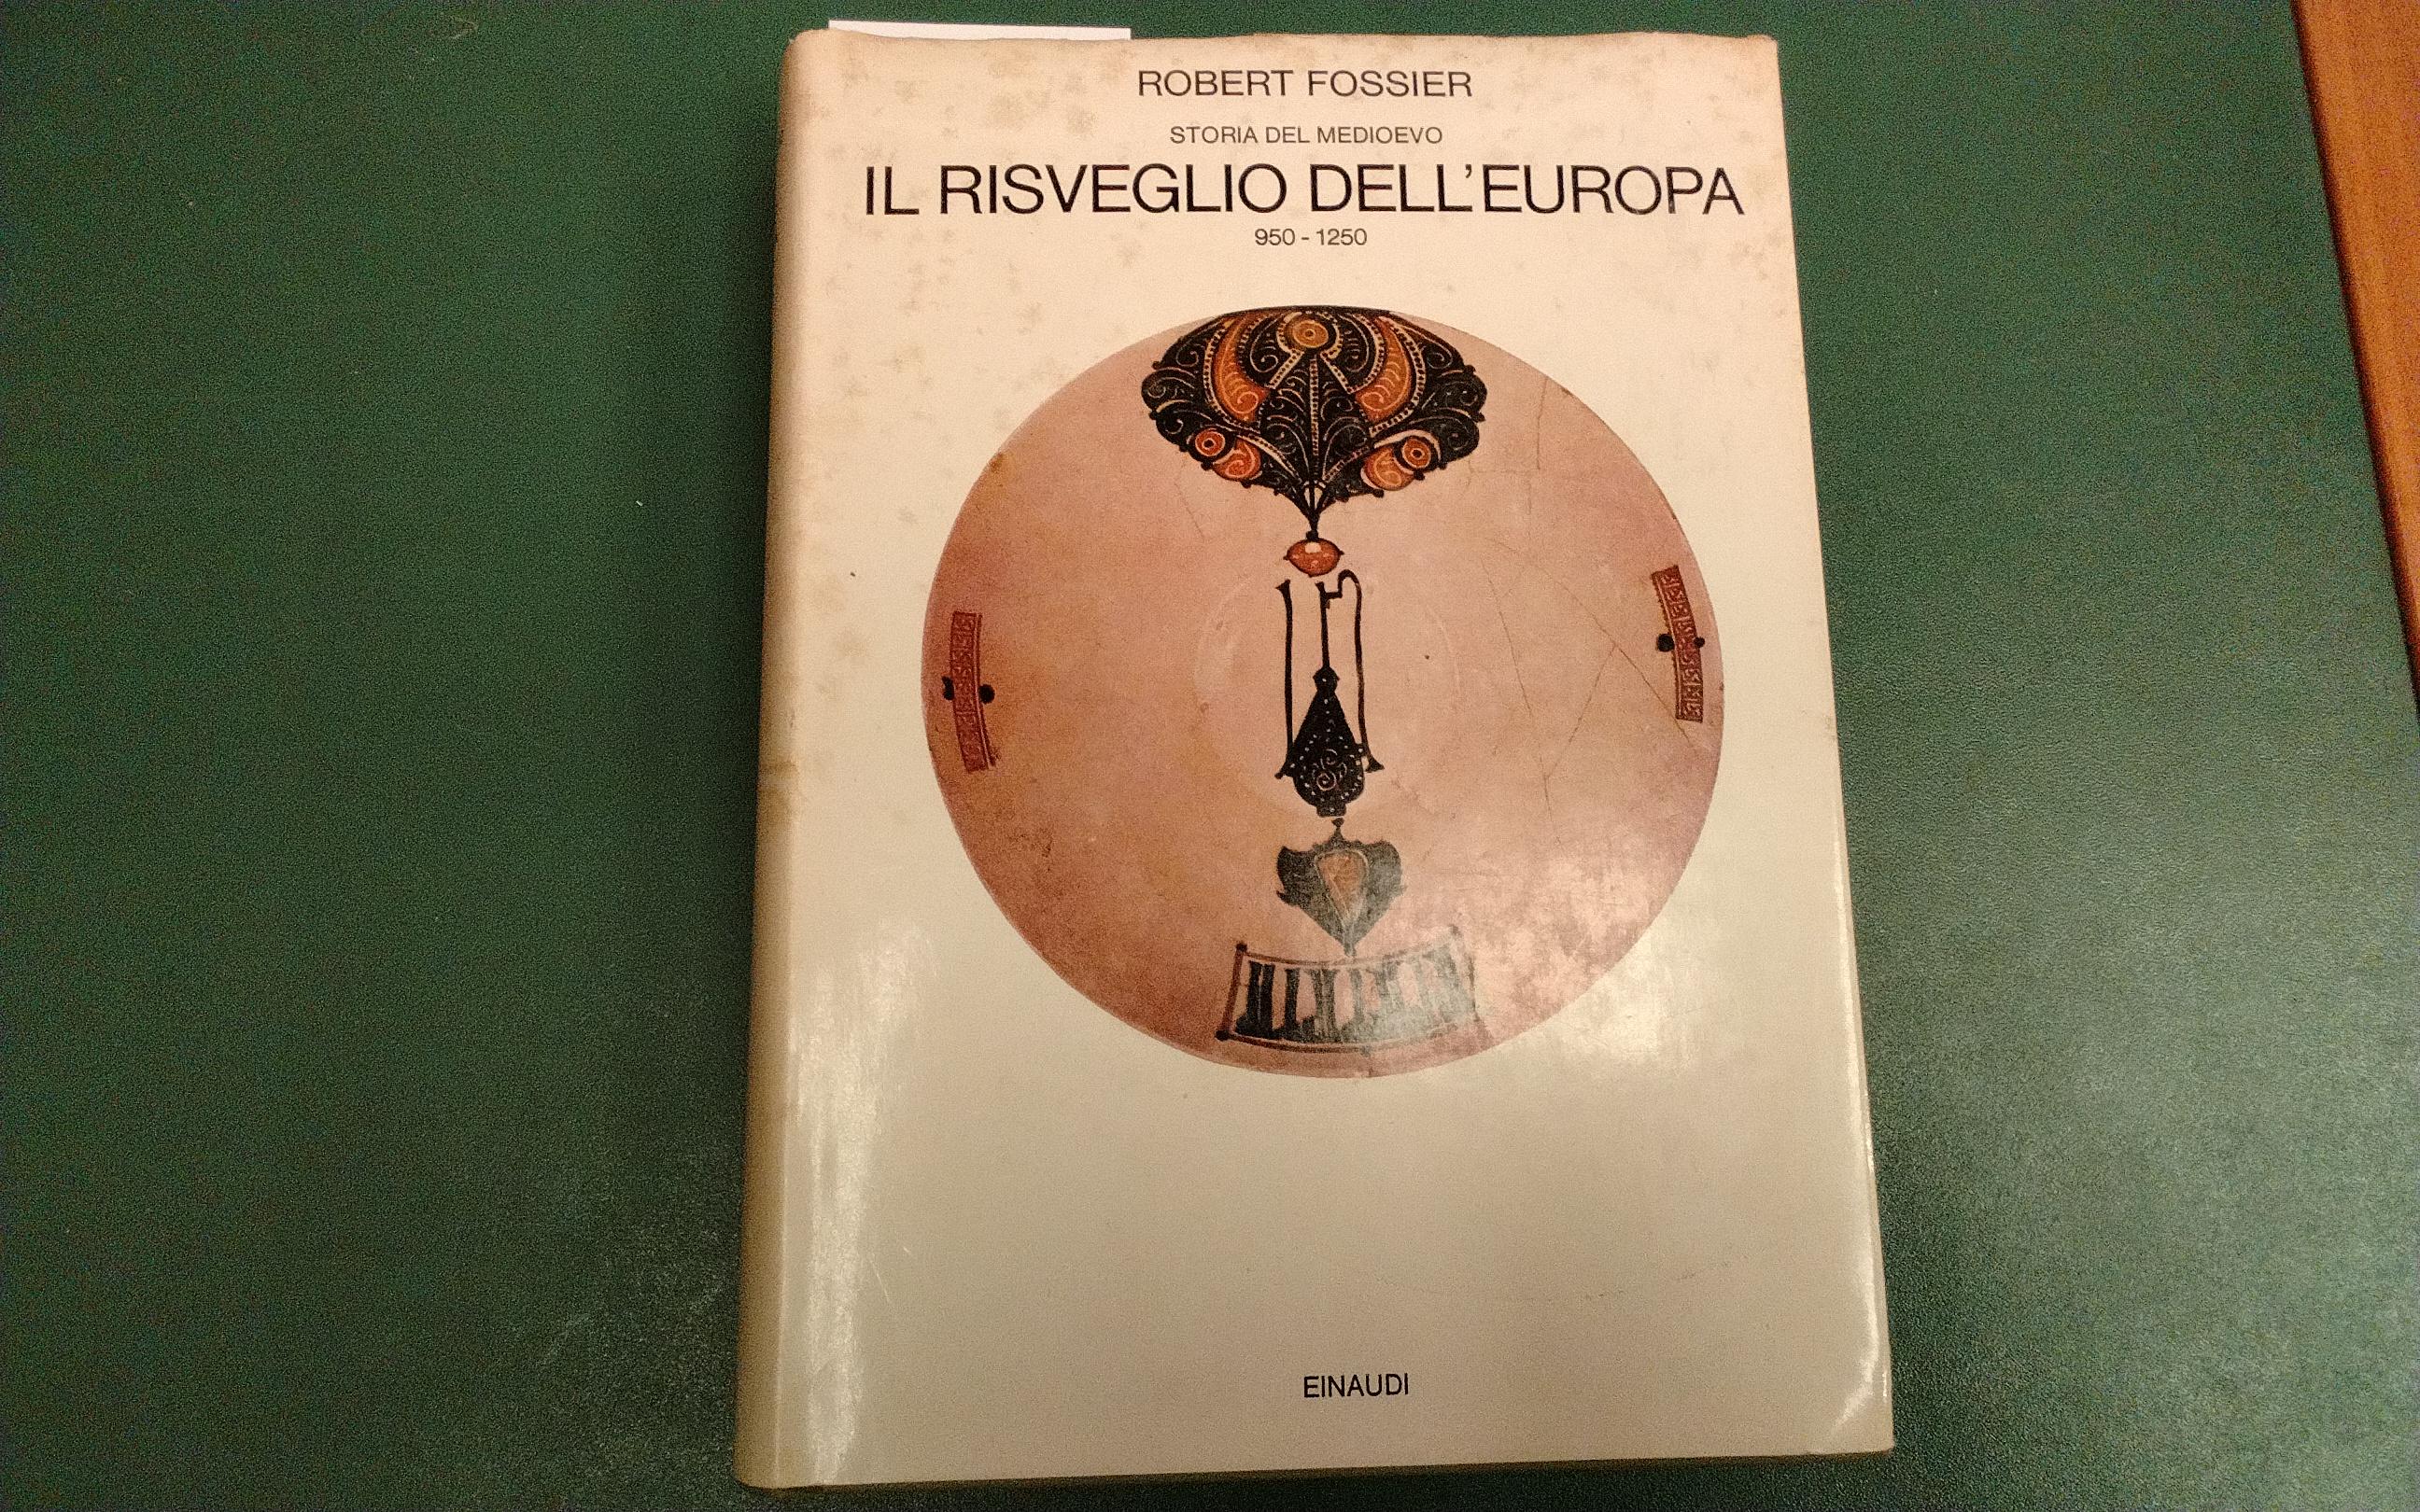 ROBERT FOSSIER
STORIA DEL MEDIOEVO
IL RISVEGLIO DELL'EUROPA
950 - 1250
EINAUDI